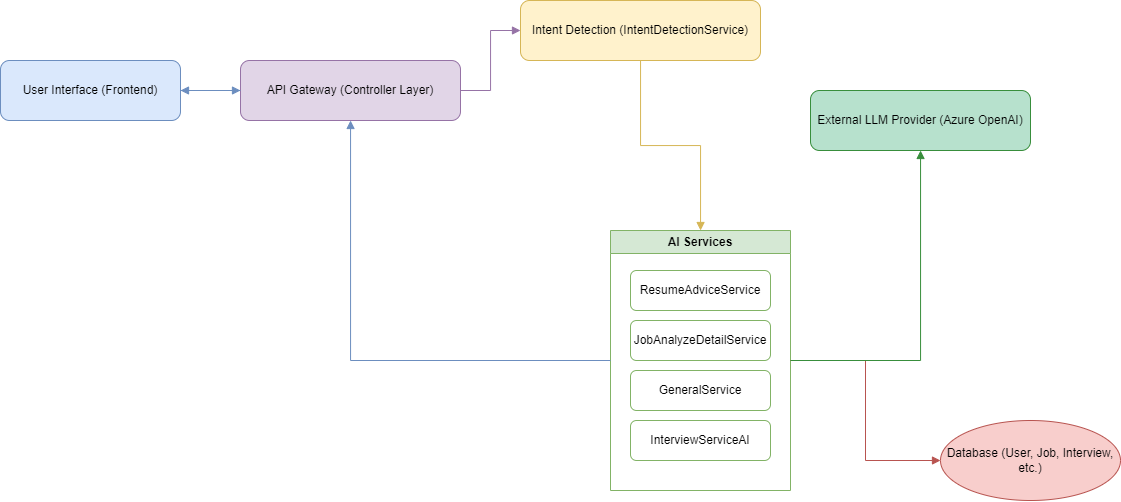 Intent Detection (IntentDetectionService)
User Interface (Frontend)
API Gateway (Controller Layer)
External LLM Provider (Azure OpenAI)
AI Services
ResumeAdviceService
JobAnalyzeDetailService
GeneralService
InterviewServiceAI
Database (User, Job, Interview,
etc.)